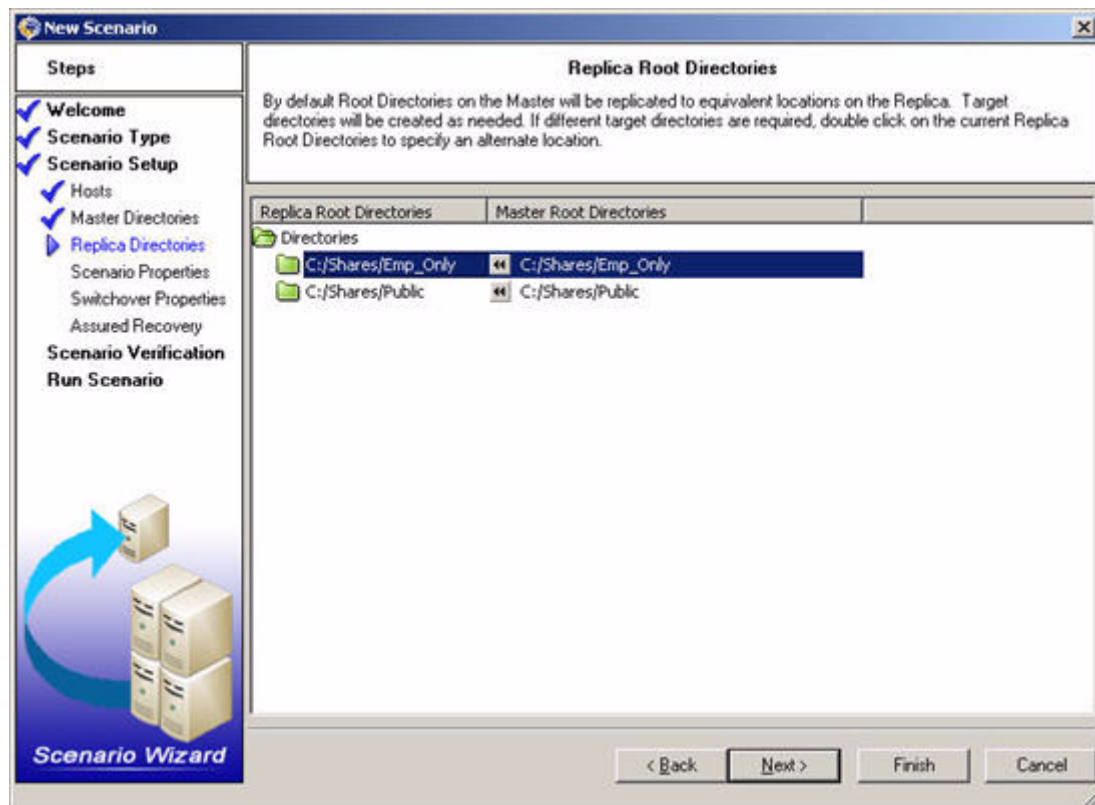 New Scenario
Steps
Welcome
Scenario Type
Scenario Setup
Hosts
Master Directories
Replica Directories
Scenario Properties
Switchover Properties
Assured Recovery
Scenario Verification
Run Scenario
Scenario Wizard
Replica Root Directories
By default Root Directories on the Master will be replicated to equivalent locations on the Replica. Target
directories will be created as needed. If different target directories are required, double click on the current Replica
Root Directories to specify an alternate location.
Replica Root Directories Master Root Directories
Directories
C:/Shares/Emp_Only C:/Shares/Emp_Only
C:/Shares/Public C:/Shares/Public
< Back Next > Finish Cancel